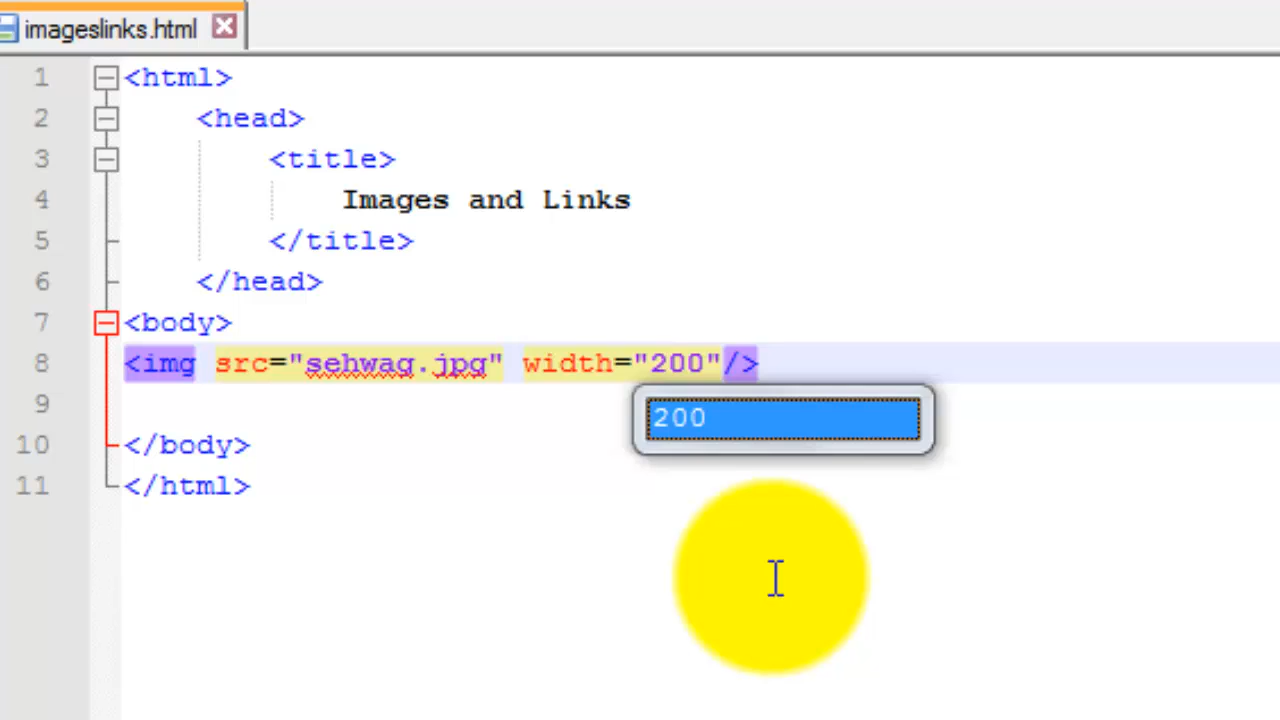 imageslinks.html
1 <html>
2 <head>
3 <title>
4 Images and Links
5 </title>
6 </head>
7 <body>
8 <img src="sehwag.jpg" width="200"/>
9 200
10 </body>
11 </html>